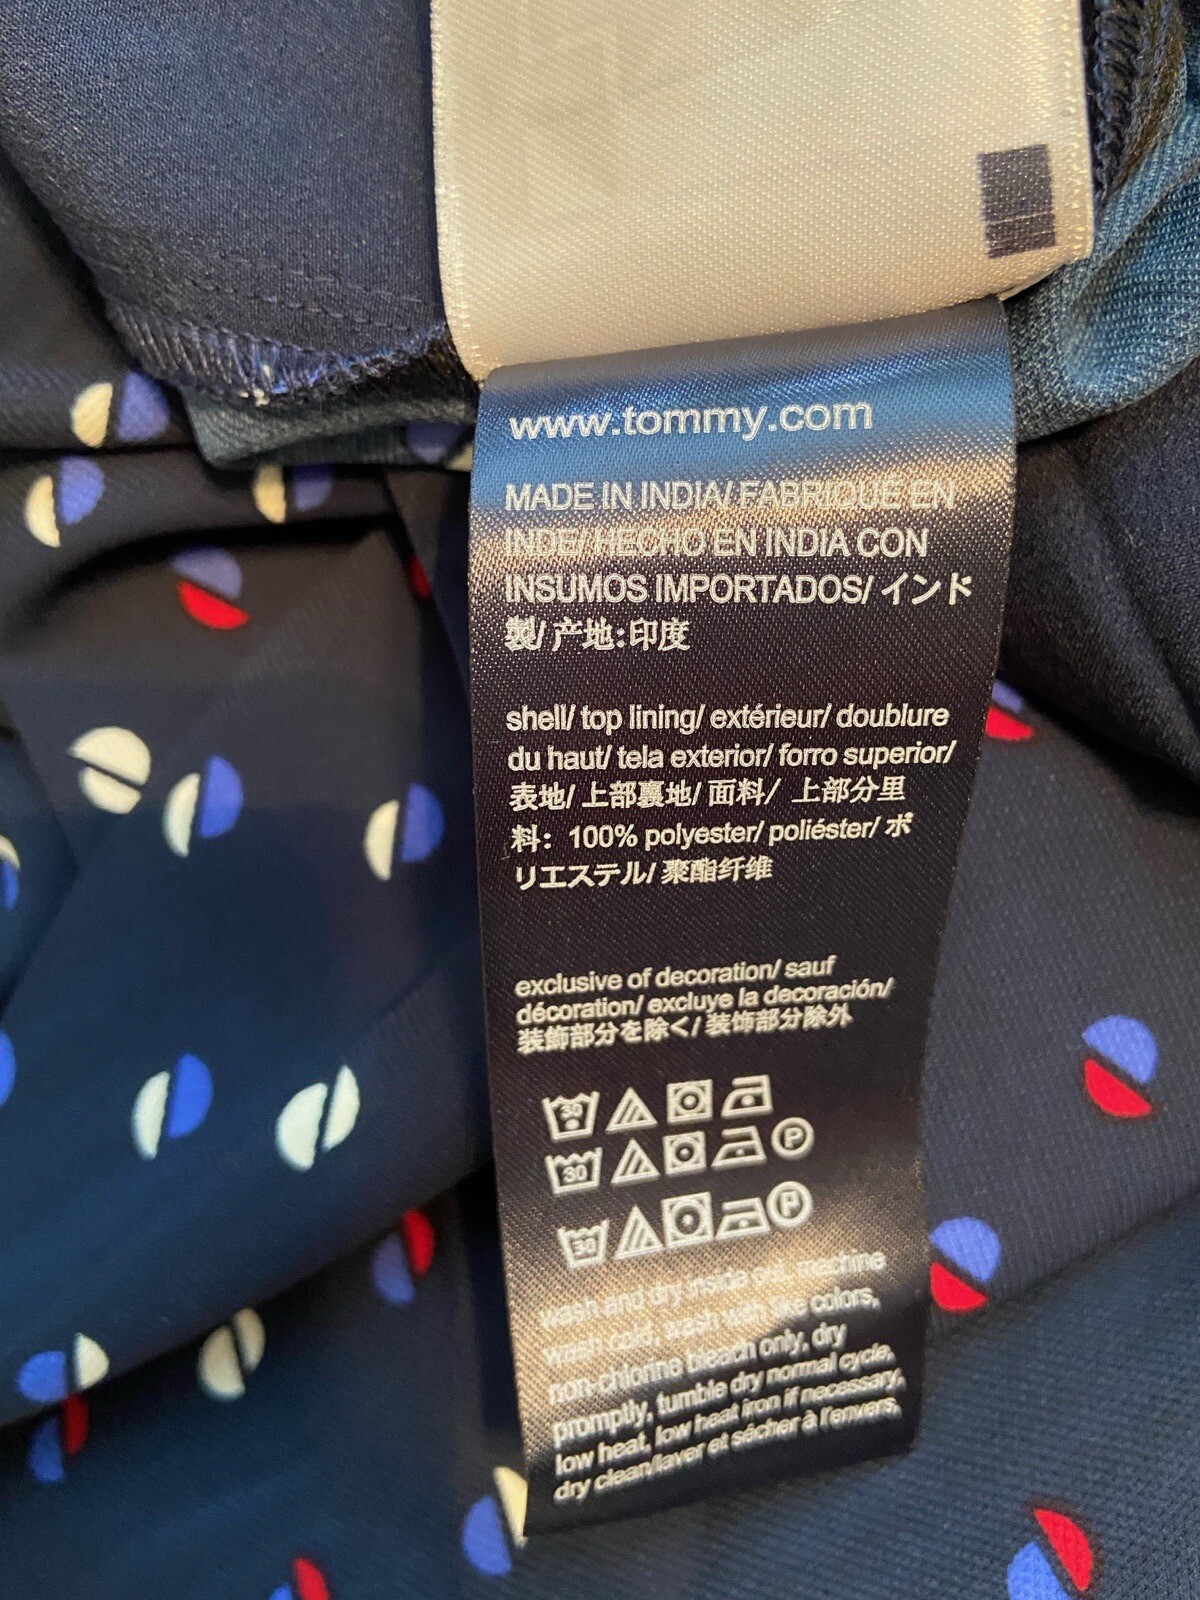 www.tommy.com
MADE IN INDIA/ FABRIQUE EN
INDE/ HECHO EN INDIA CON
INSUMOS IMPORTADOS/ インド
製/ 产地:印度
shell/ top lining/ extérieur/ doublure
du haut/ tela exterior/ forro superior/
表地/ 上部裏地/ 面料/ 上部分里
料: 100% polyester/ poliéster/ ポ
リエステル/ 聚酯纤维
exclusive of decoration/ sauf
décoration/ excluye la decoración/
装飾部分を除く/ 装饰部分除外
30
30 P
30 P
wash and dry inside out, machine
wash cold, wash with like colors,
non-chlorine bleach only, dry
promptly, tumble dry normal cycle,
low heat, low heat iron if necessary,
dry clean/laver et sécher à l'envers,